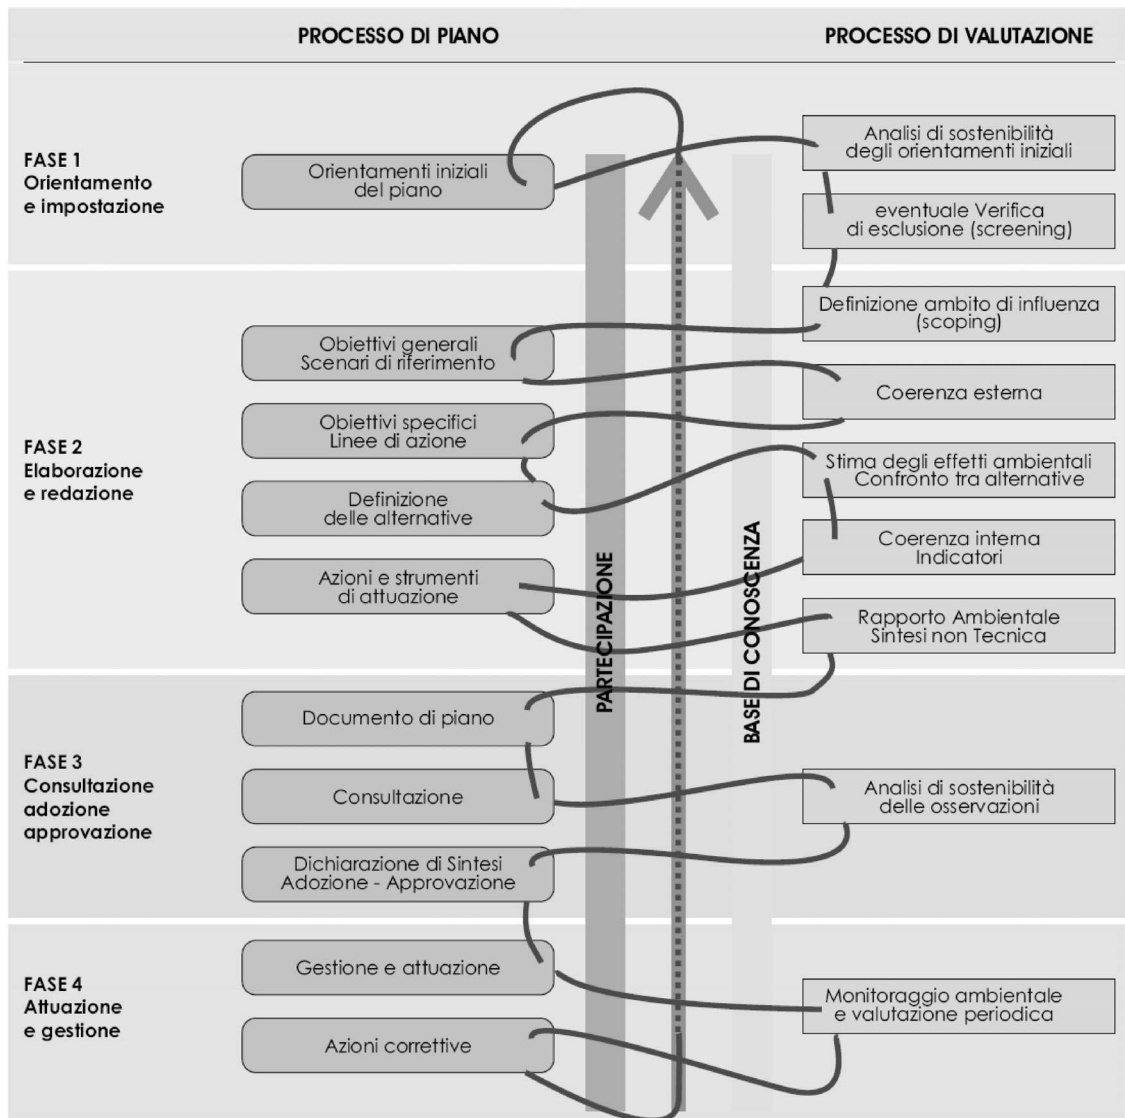 PROCESSO DI PIANO
PROCESSO DI VALUTAZIONE
FASE 1
Orientamento
e impostazione
Orientamenti iniziali
del piano
Analisi di sostenibilità
degli orientamenti iniziali
eventuale Verifica
di esclusione (screening)
FASE 2
Elaborazione
e redazione
Definizione ambito di influenza
(scoping)
Obiettivi generali
Scenari di riferimento
Coerenza esterna
Obiettivi specifici
Linee di azione
Stima degli effetti ambientali
Confronto tra alternative
Definizione
delle alternative
Coerenza interna
Indicatori
Azioni e strumenti
di attuazione
Rapporto Ambientale
Sintesi non Tecnica
PARTECIPAZIONE
BASE DI CONOSCENZA
FASE 3
Consultazione
adozione
approvazione
Documento di piano
Consultazione
Analisi di sostenibilità
delle osservazioni
Dichiarazione di Sintesi
Adozione - Approvazione
FASE 4
Attuazione
e gestione
Gestione e attuazione
Monitoraggio ambientale
e valutazione periodica
Azioni correttive